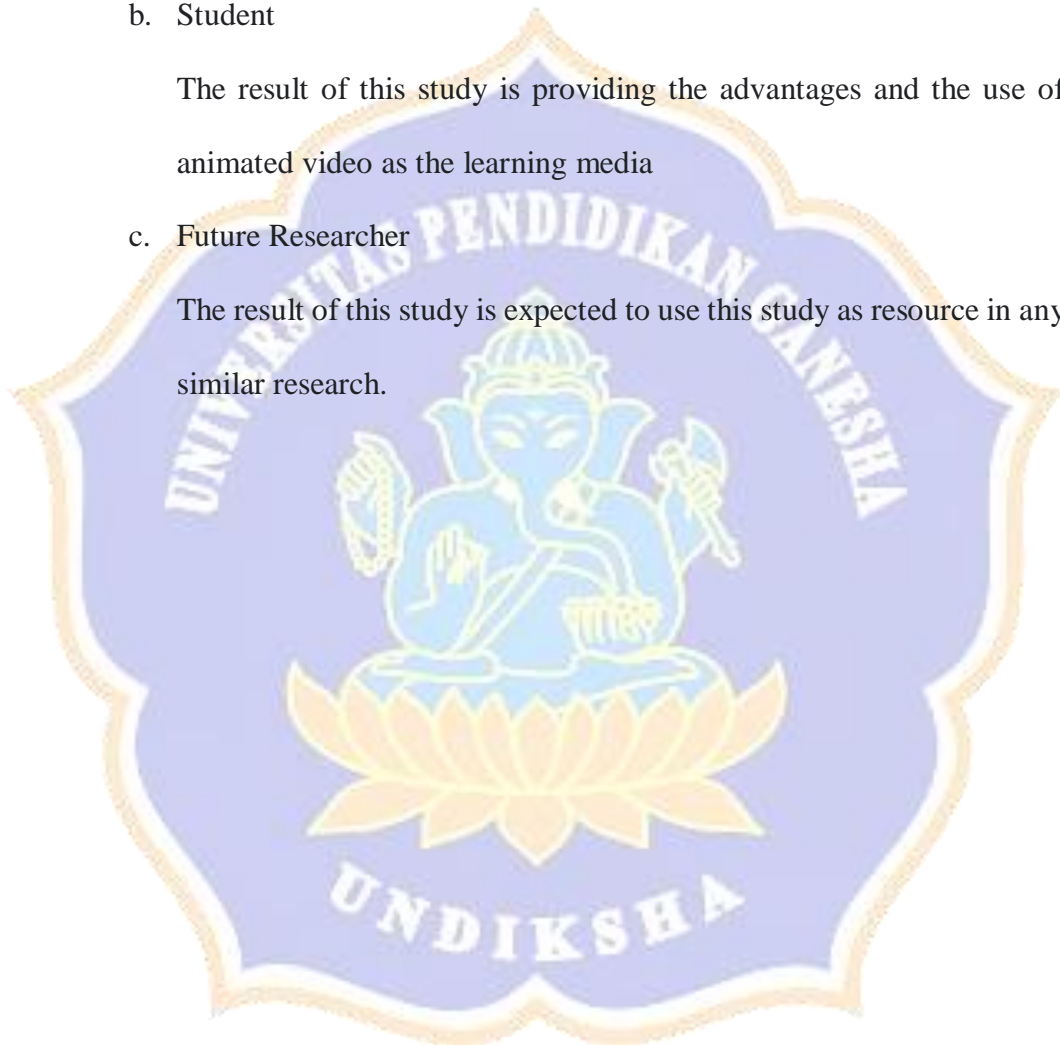 b. Student
The result of this study is providing the advantages and the use of
animated video as the learning media
c. Future Researcher
The result of this study is expected to use this study as resource in any
similar research.
UNIVERSITAS PENDIDIKAN GANESHA
UNDIKSHA